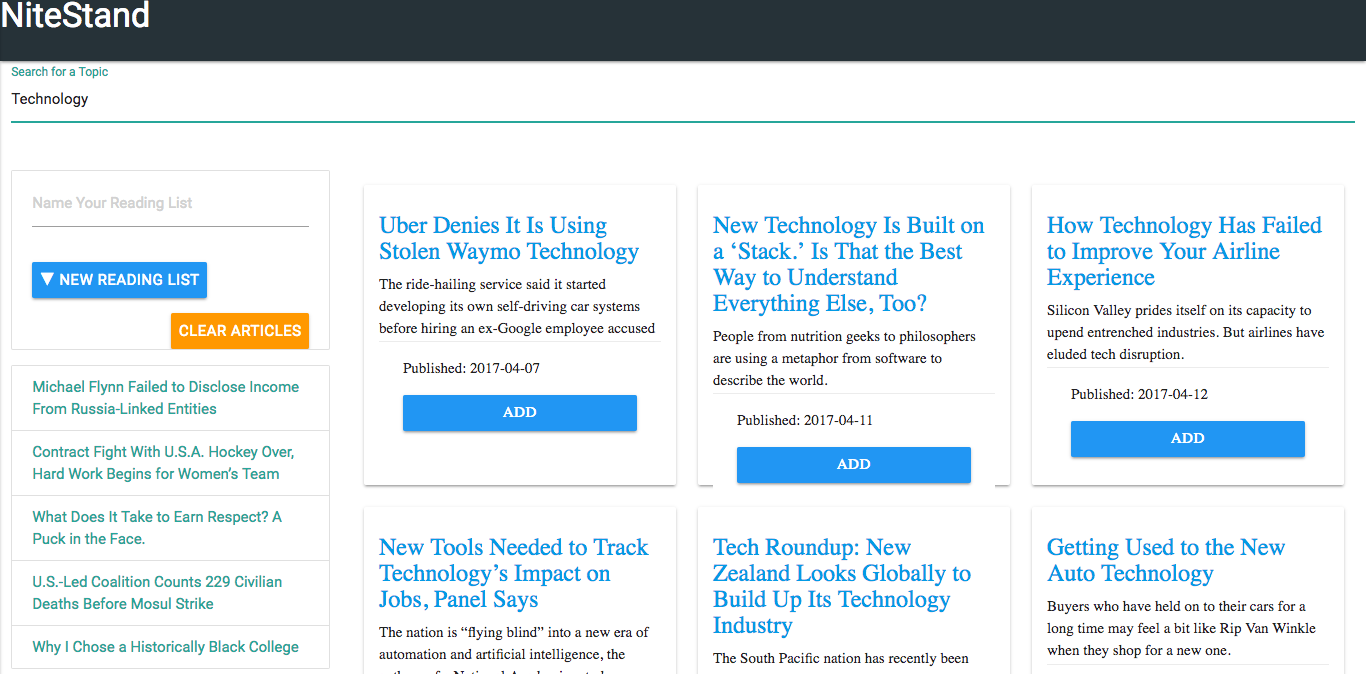 NiteStand
Search for a Topic
Technology
Name Your Reading List
▼ NEW READING LIST
CLEAR ARTICLES
Michael Flynn Failed to Disclose Income
From Russia-Linked Entities
Contract Fight With U.S.A. Hockey Over,
Hard Work Begins for Women’s Team
What Does It Take to Earn Respect? A
Puck in the Face.
U.S.-Led Coalition Counts 229 Civilian
Deaths Before Mosul Strike
Why I Chose a Historically Black College
Uber Denies It Is Using
Stolen Waymo Technology
The ride-hailing service said it started
developing its own self-driving car systems
before hiring an ex-Google employee accused
Published: 2017-04-07
ADD
New Technology Is Built on
a ‘Stack.’ Is That the Best
Way to Understand
Everything Else, Too?
People from nutrition geeks to philosophers
are using a metaphor from software to
describe the world.
Published: 2017-04-11
ADD
How Technology Has Failed
to Improve Your Airline
Experience
Silicon Valley prides itself on its capacity to
upend entrenched industries. But airlines have
eluded tech disruption.
Published: 2017-04-12
ADD
New Tools Needed to Track
Technology’s Impact on
Jobs, Panel Says
The nation is “flying blind” into a new era of
automation and artificial intelligence, the
Tech Roundup: New
Zealand Looks Globally to
Build Up Its Technology
Industry
The South Pacific nation has recently been
Getting Used to the New
Auto Technology
Buyers who have held on to their cars for a
long time may feel a bit like Rip Van Winkle
when they shop for a new one.